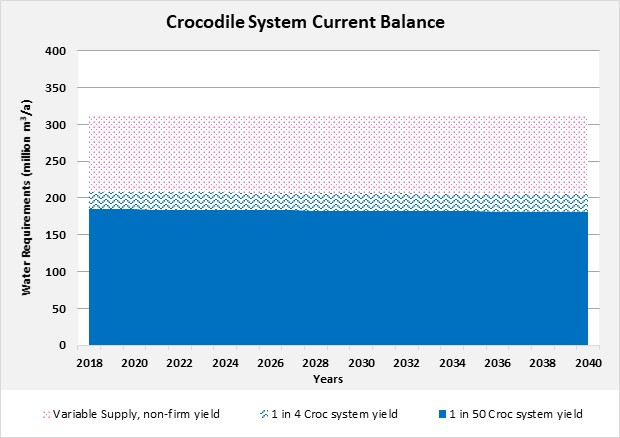 Crocodile System Current Balance
400
350
300
250
200
150
100
50
0
Water Requirements (million m³/a)
2018 2020 2022 2024 2026 2028 2030 2032 2034 2036 2038 2040
Years
Variable Supply, non-firm yield 1 in 4 Croc system yield 1 in 50 Croc system yield